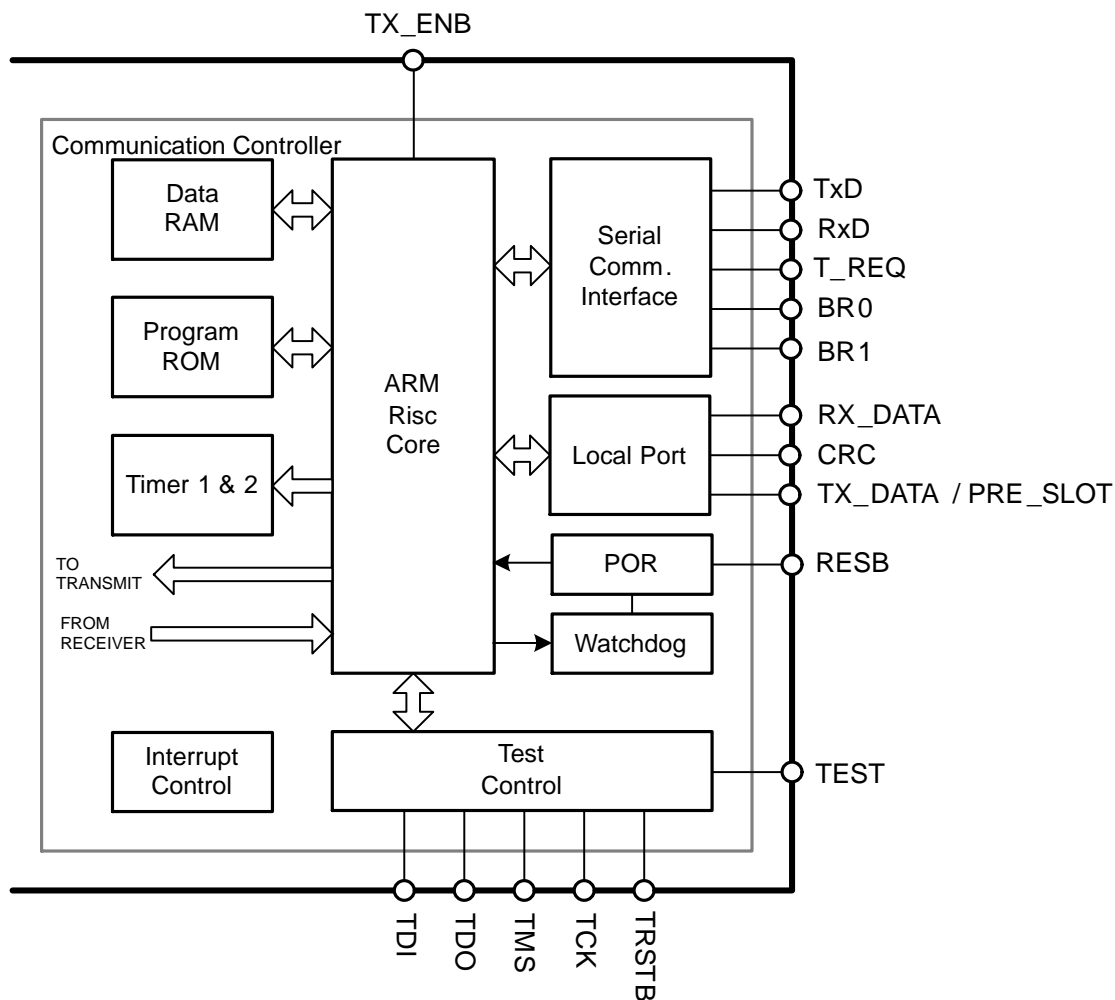 TX_ENB
Communication Controller
Data
RAM
Program
ROM
Timer 1 & 2
TO
TRANSMIT
FROM
RECEIVER
Interrupt
Control
ARM
Risc
Core
Serial
Comm.
Interface
Local Port
POR
Watchdog
Test
Control
TxD
RxD
T_REQ
BR0
BR1
RX_DATA
CRC
TX_DATA / PRE_SLOT
RESB
TEST
TDI
TDO
TMS
TCK
TRSTB